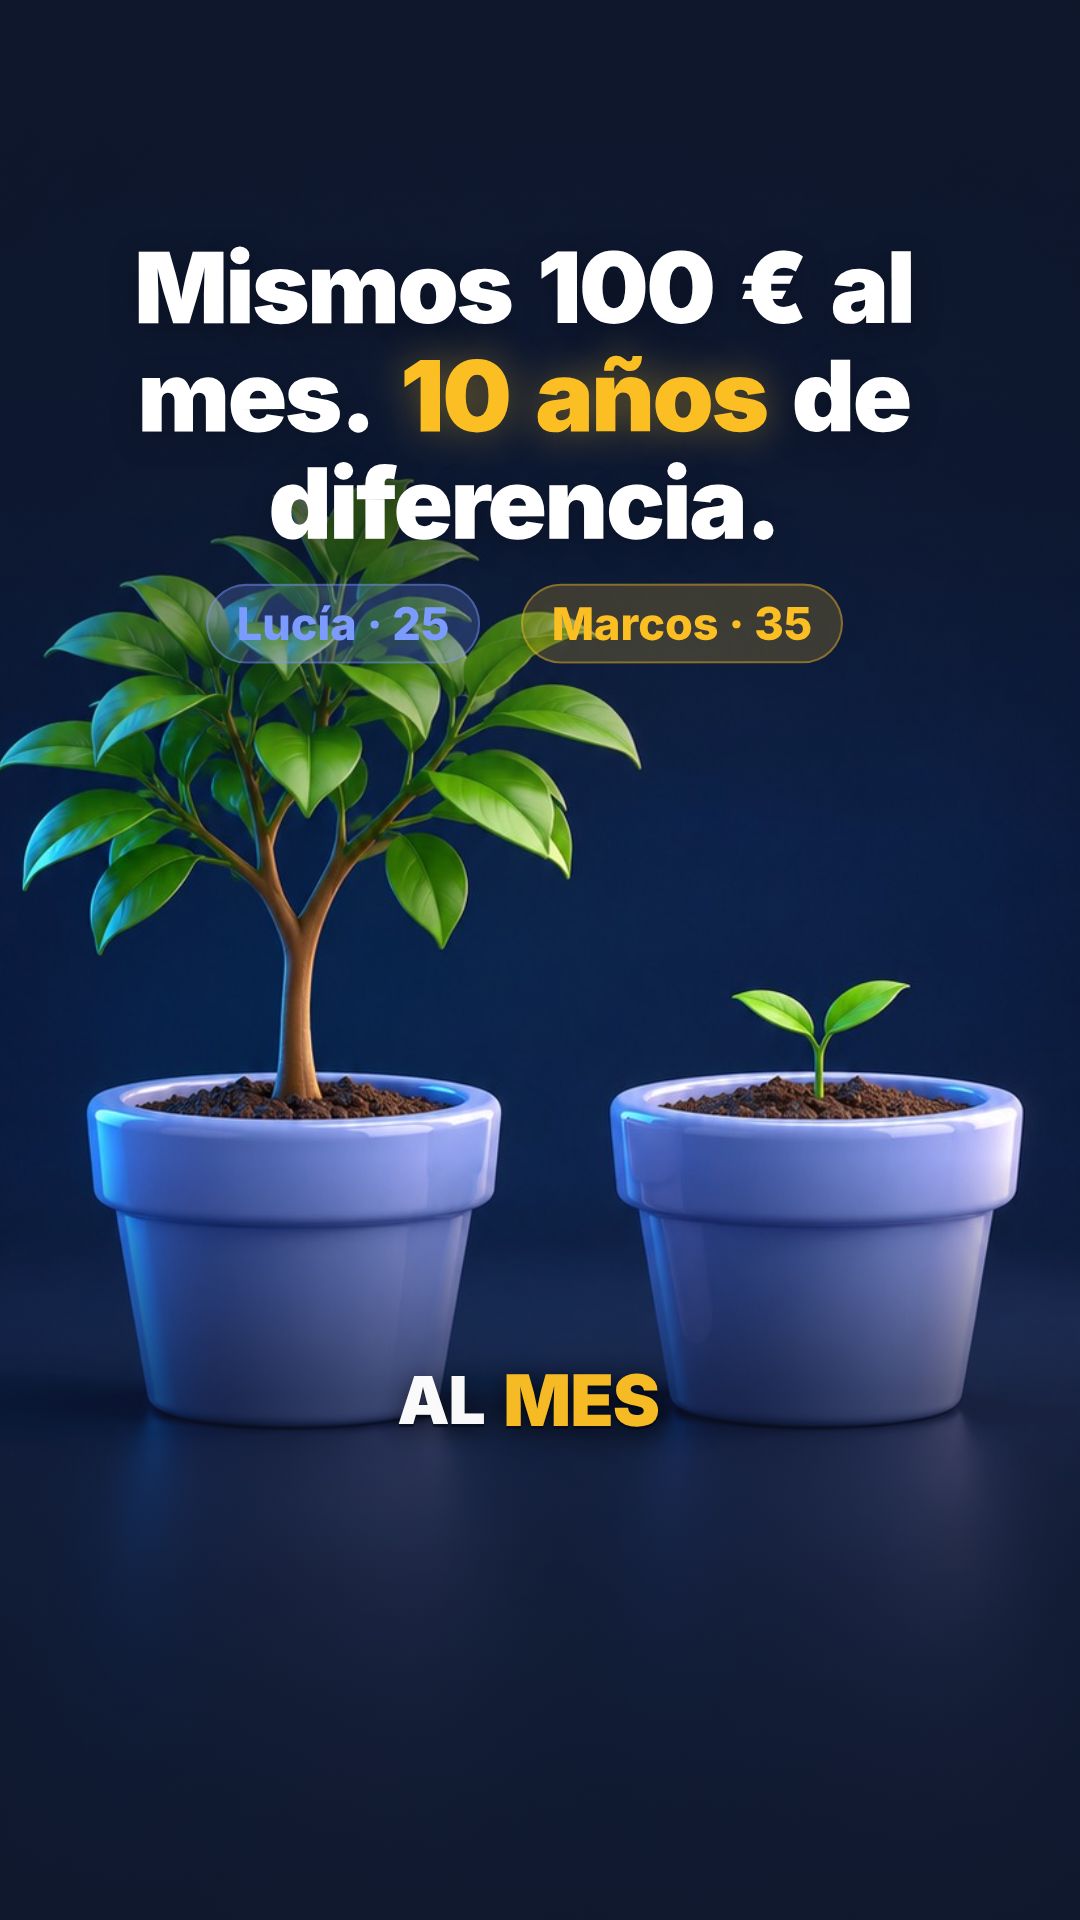 Mismos 100 € al
mes. 10 años de
diferencia.
Lucía · 25
Marcos · 35
AL MES